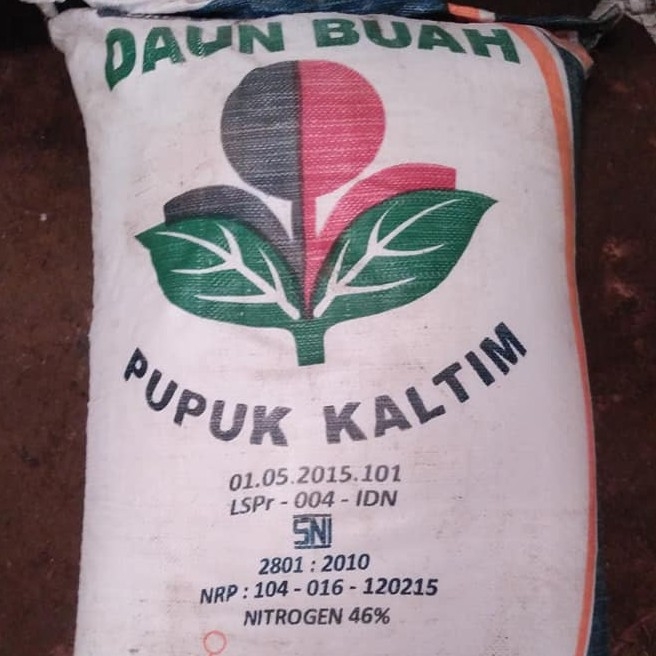 DAUN BUAH
PUPUK KALTIM
01.05.2015.101
LSPr - 004 - IDN
SNI
2801 : 2010
NRP : 104 - 016 - 120215
NITROGEN 46%